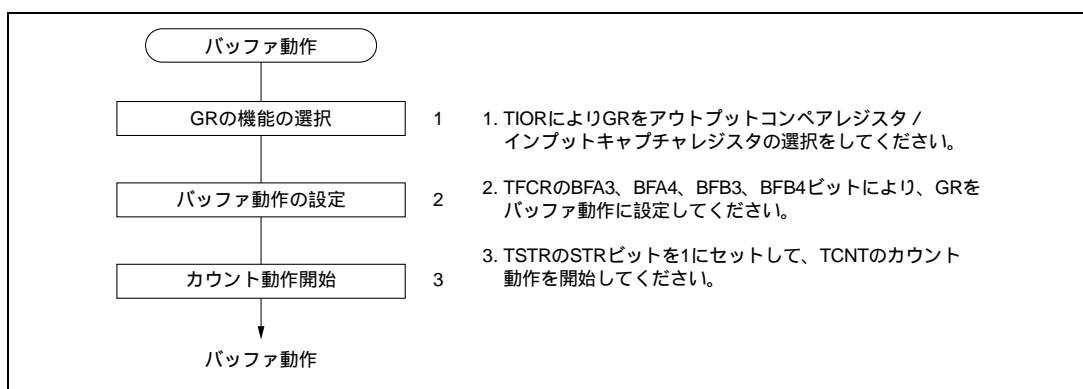 バッファ動作
GRの機能の選択 1
1. TIORによりGRをアウトプットコンペアレジスタ /
インプットキャプチャレジスタの選択をしてください。
バッファ動作の設定 2
2. TFCRのBFA3、BFA4、BFB3、BFB4ビットにより、GRを
バッファ動作に設定してください。
カウント動作開始 3
3. TSTRのSTRビットを1にセットして、TCNTのカウント
動作を開始してください。
バッファ動作